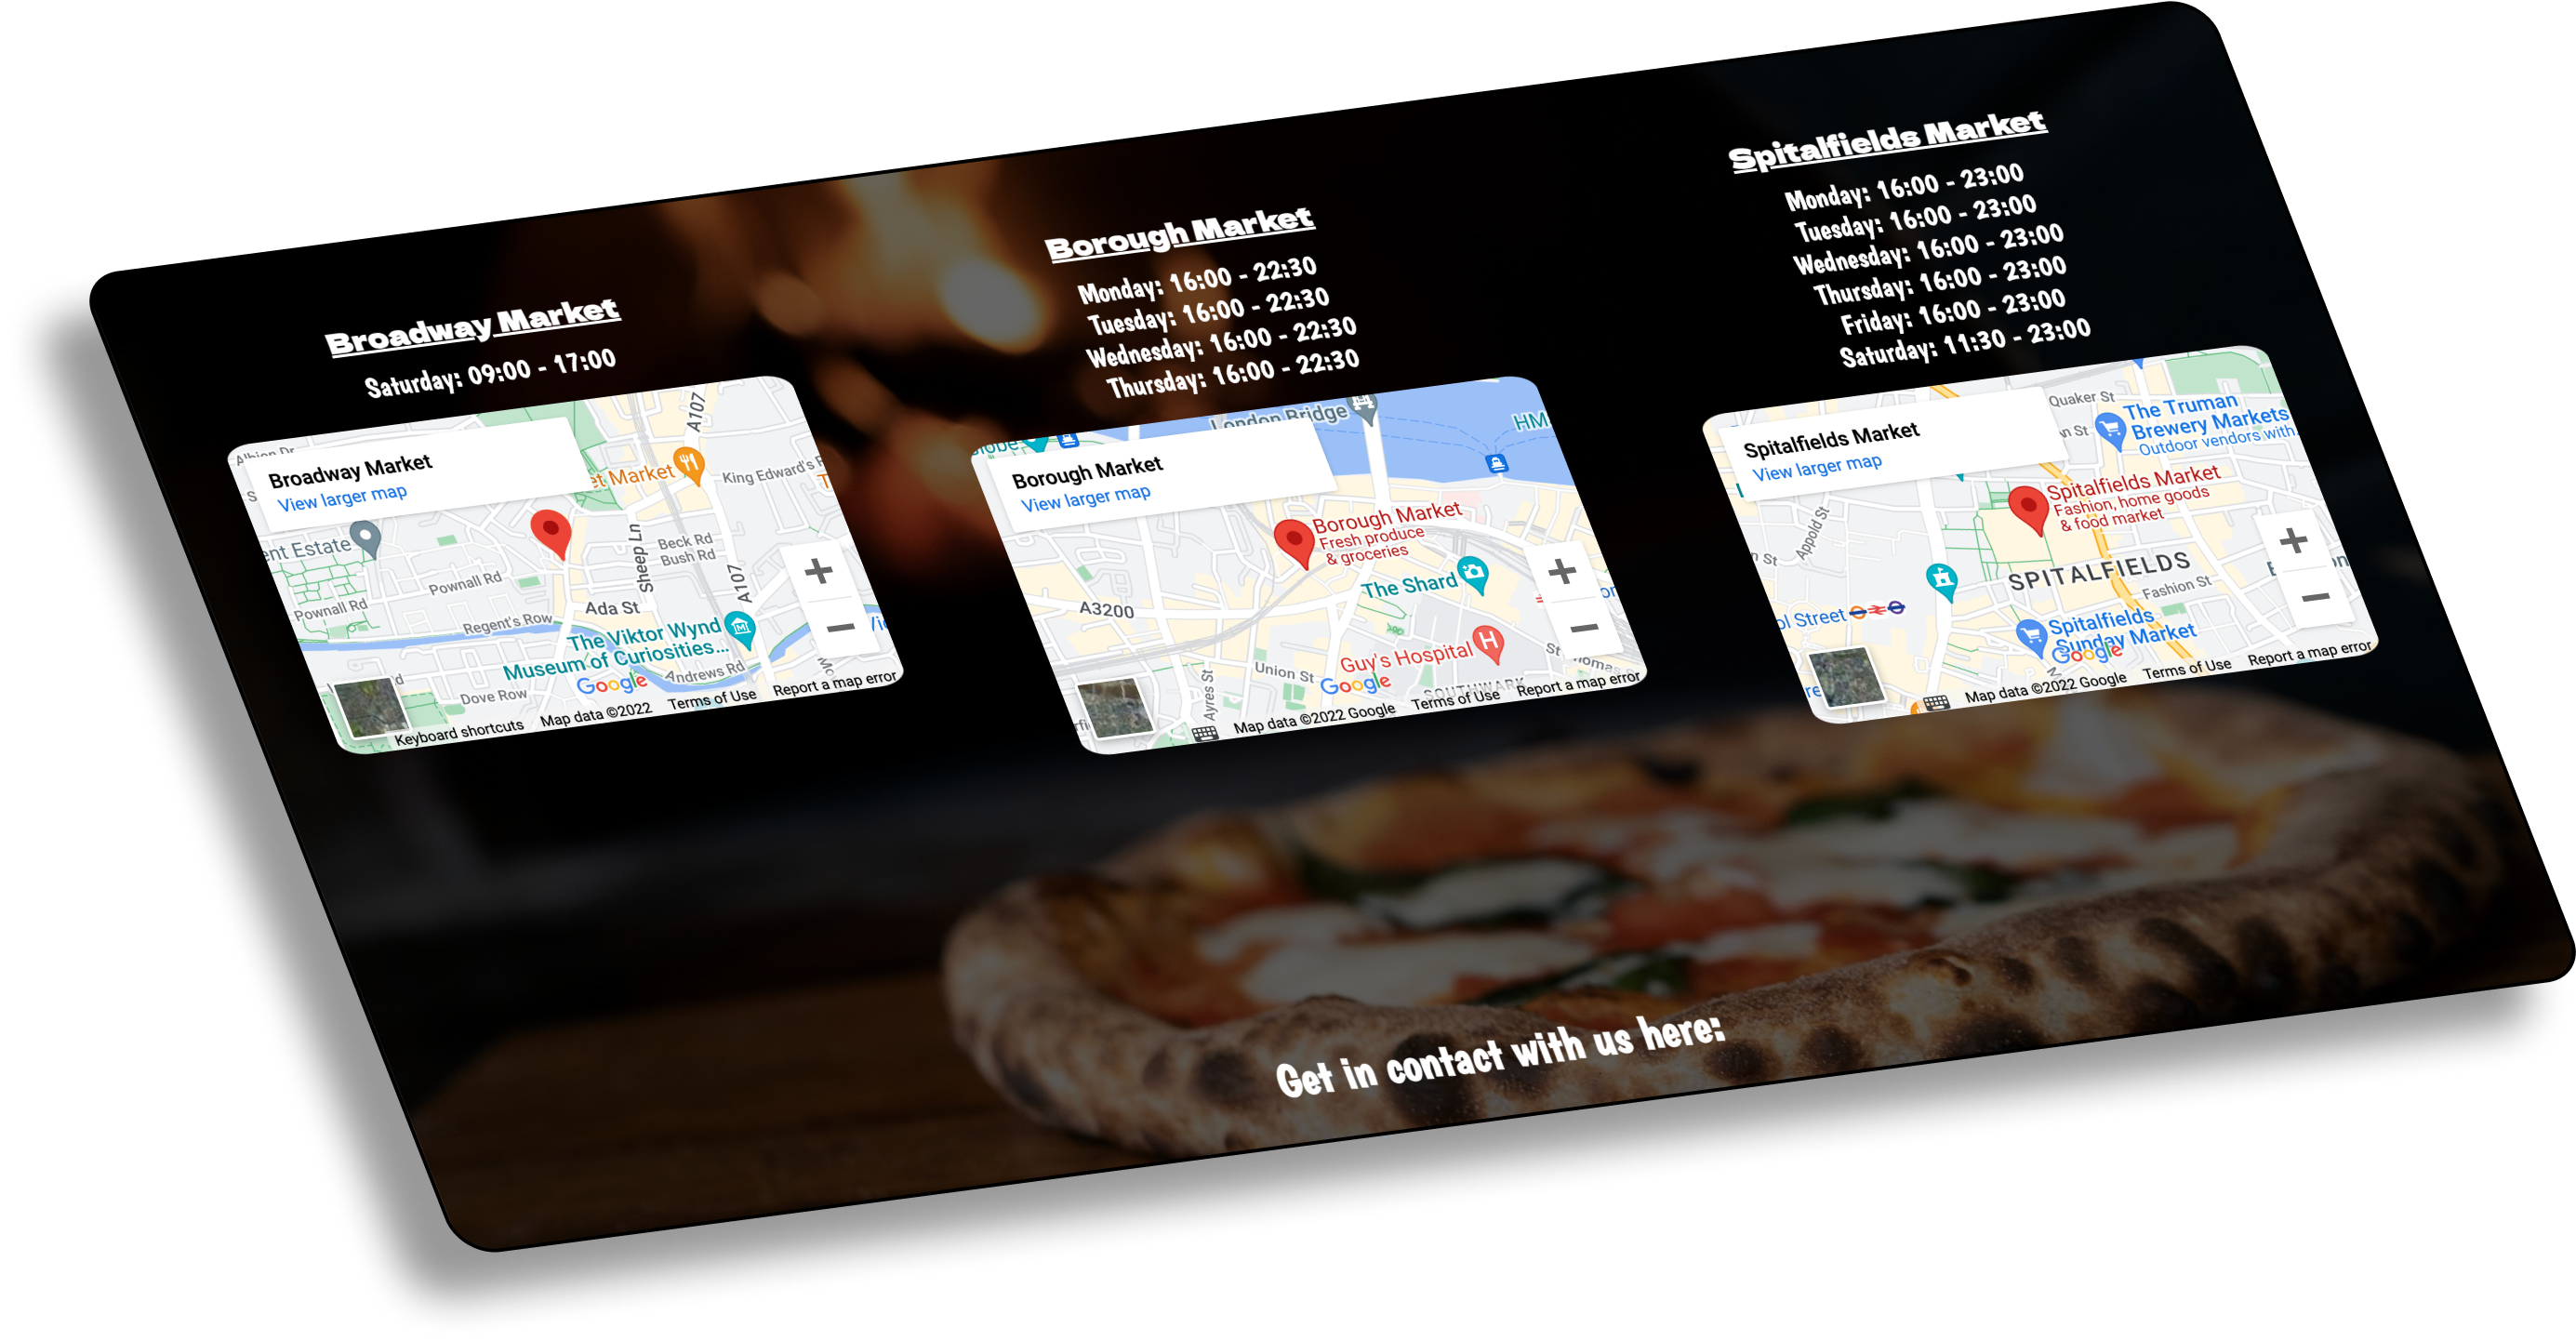 Broadway Market
Saturday: 09:00 - 17:00
Albion Dr
Broadway Market
View larger map
et Market
King Edward's R
ent Estate
Sheep Ln
A107
Beck Rd
Bush Rd
Pownall Rd
Pownall Rd
A107
Ada St
Regent's Row
The Viktor Wynd
Museum of Curiosities...
Andrews Rd
Dove Row
Google
Keyboard shortcuts
Map data ©2022
Terms of Use
Report a map error
Borough Market
Monday: 16:00 - 22:30
Tuesday: 16:00 - 22:30
Wednesday: 16:00 - 22:30
Thursday: 16:00 - 22:30
London Bridge
HM
Borough Market
View larger map
Borough Market
Fresh produce
& groceries
The Shard
A3200
Guy's Hospital
H
Union St
Ayres St
St Thomas S
SOUTHWARK
Google
Map data ©2022 Google
Terms of Use
Report a map error
Spitalfields Market
Monday: 16:00 - 23:00
Tuesday: 16:00 - 23:00
Wednesday: 16:00 - 23:00
Thursday: 16:00 - 23:00
Friday: 16:00 - 23:00
Saturday: 11:30 - 23:00
Quaker St
The Truman
Brewery Markets
Outdoor vendors with
Spitalfields Market
View larger map
Spitalfields Market
Fashion, home goods
& food market
Appold St
SPITALFIELDS
Fashion St
ol Street
Spitalfields
Sunday Market
Google
Map data ©2022 Google
Terms of Use
Report a map error
Get in contact with us here: